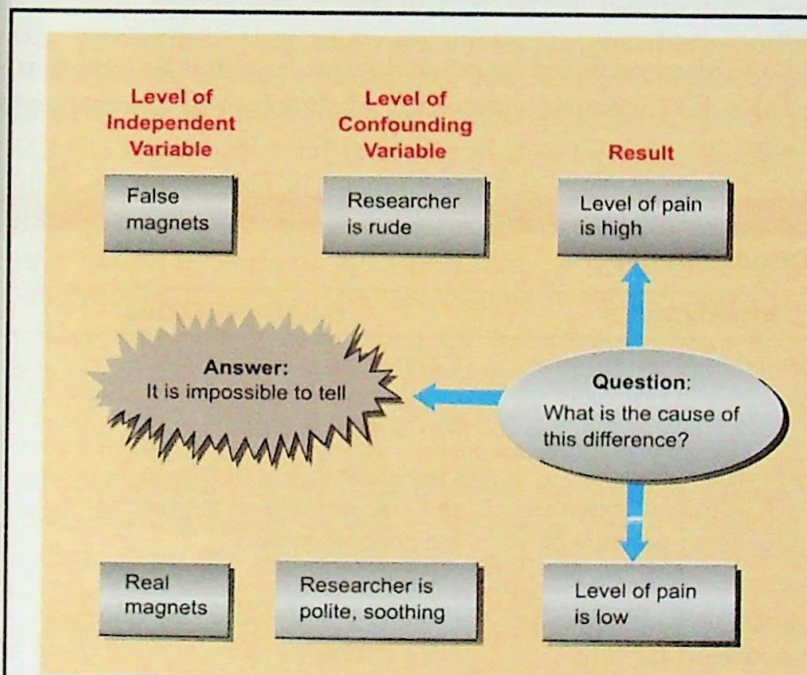 Level of
Independent
Variable
Level of
Confounding
Variable
Result
False
magnets
Researcher
is rude
Level of pain
is high
Answer:
It is impossible to tell
Question:
What is the cause of
this difference?
Real
magnets
Researcher is
polite, soothing
Level of pain
is low